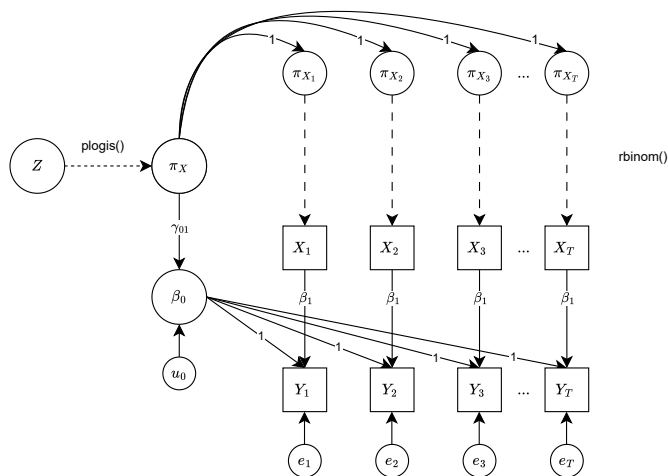 1 1 1 1
π_{X_1} π_{X_2} π_{X_3} ... π_{X_T}
plogis()
Z π_X rbinom()
γ_{01}
X_1 X_2 X_3 ... X_T
β_0 β_1 β_1 β_1 β_1
1 1 1 1
u_0
Y_1 Y_2 Y_3 ... Y_T
e_1 e_2 e_3 e_T